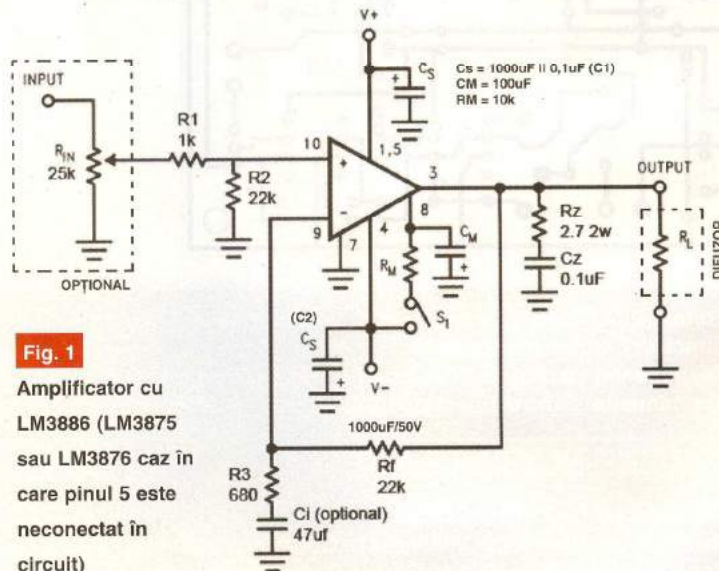 V+
Cs
+
Cs = 1000uF II 0,1uF (C1)
CM = 100uF
RM = 10k
INPUT
RIN
25k
OPȚIONAL
R1
1k
R2
22k
10
+
1,5
3
−
9
7
4
8
RM
CM
+
S1
OUTPUT
Rz
2.7 2w
Cz
0.1uF
RL
DIFUZOR
(C2)
Cs
+
V−
1000uF/50V
Rf
22k
R3
680
Ci (optional)
47uf
Fig. 1
Amplificator cu
LM3886 (LM3875
sau LM3876 caz în
care pinul 5 este
neconectat în
circuit)